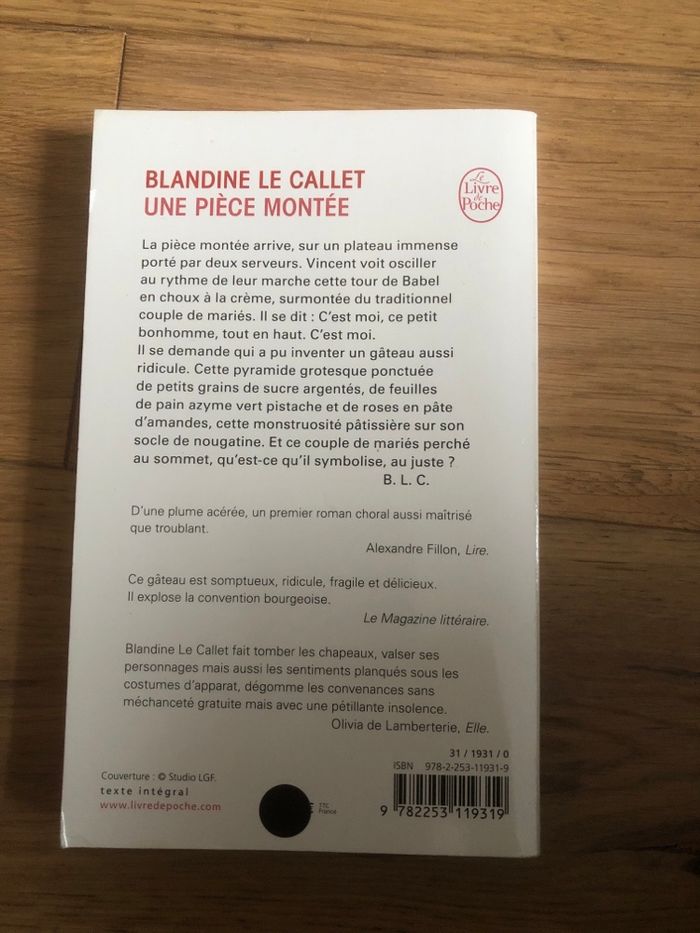 BLANDINE LE CALLET
UNE PIÈCE MONTÉE
Le
Livre
de
Poche
La pièce montée arrive, sur un plateau immense
porté par deux serveurs. Vincent voit osciller
au rythme de leur marche cette tour de Babel
en choux à la crème, surmontée du traditionnel
couple de mariés. Il se dit : C'est moi, ce petit
bonhomme, tout en haut. C'est moi.
Il se demande qui a pu inventer un gâteau aussi
ridicule. Cette pyramide grotesque ponctuée
de petits grains de sucre argentés, de feuilles
de pain azyme vert pistache et de roses en pâte
d'amandes, cette monstruosité pâtissière sur son
socle de nougatine. Et ce couple de mariés perché
au sommet, qu'est-ce qu'il symbolise, au juste ?
B. L. C.
D'une plume acérée, un premier roman choral aussi maîtrisé
que troublant.
Alexandre Fillon, Lire.
Ce gâteau est somptueux, ridicule, fragile et délicieux.
Il explose la convention bourgeoise.
Le Magazine littéraire.
Blandine Le Callet fait tomber les chapeaux, valser ses
personnages mais aussi les sentiments planqués sous les
costumes d'apparat, dégomme les convenances sans
méchanceté gratuite mais avec une pétillante insolence.
Olivia de Lamberterie, Elle.
31 / 1931 / 0
ISBN 978-2-253-11931-9
Couverture : © Studio LGF.
texte intégral
www.livredepoche.com
TTC
France
9 782253 119319